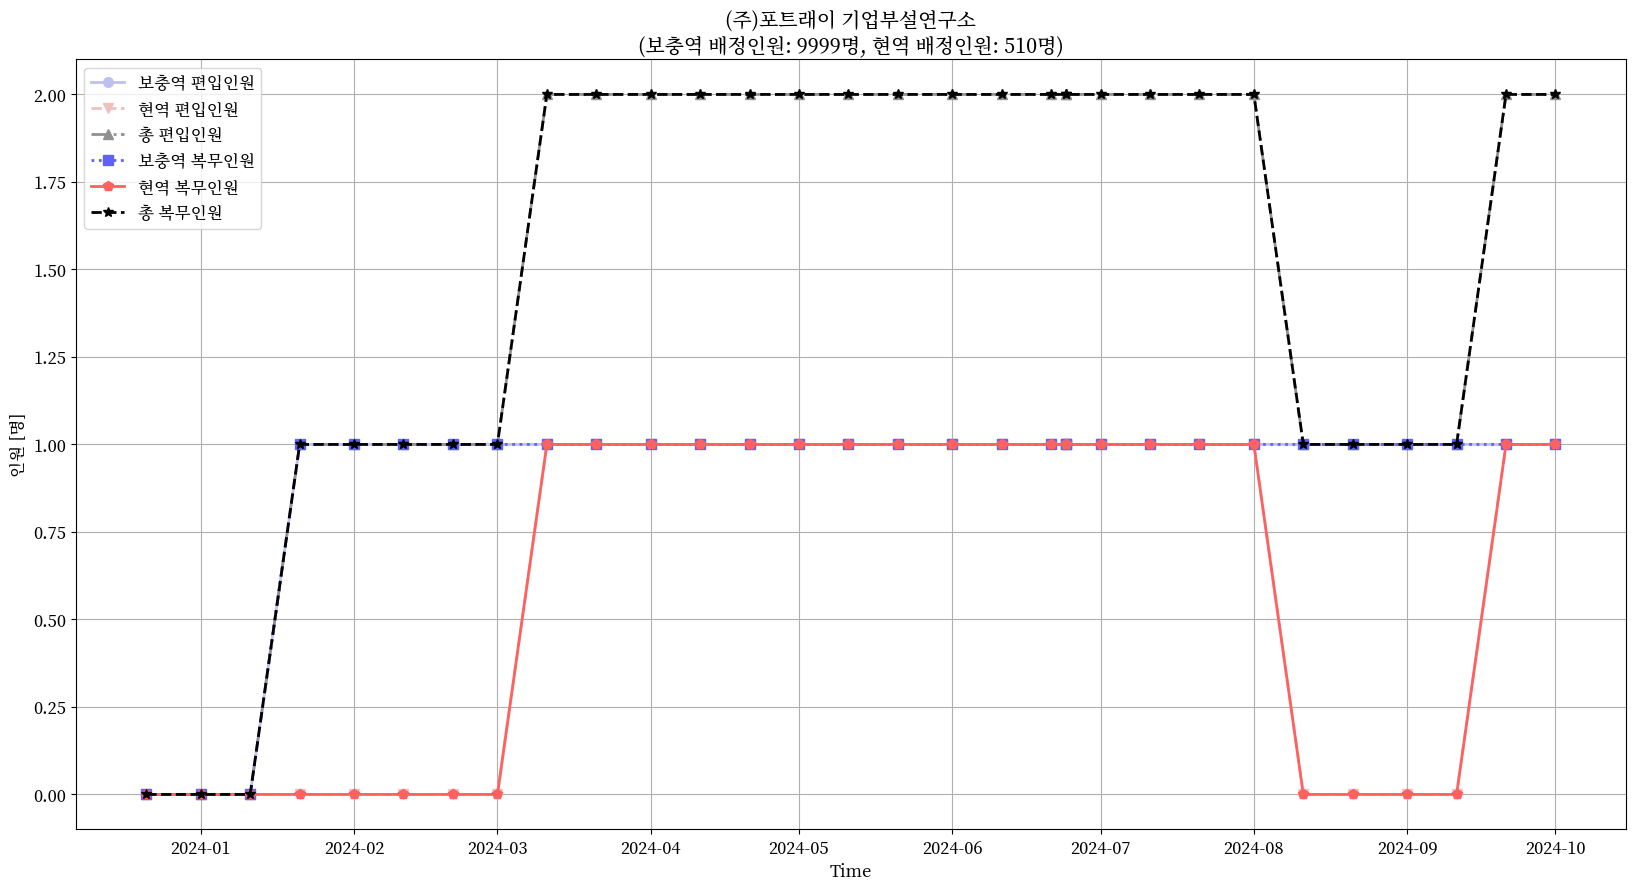 (주)포트래이 기업부설연구소
(보충역 배정인원: 9999명, 현역 배정인원: 510명)
보충역 편입인원
현역 편입인원
총 편입인원
보충역 복무인원
현역 복무인원
총 복무인원
2.00
1.75
1.50
1.25
1.00
0.75
0.50
0.25
0.00
인원 [명]
2024-01 2024-02 2024-03 2024-04 2024-05 2024-06 2024-07 2024-08 2024-09 2024-10
Time